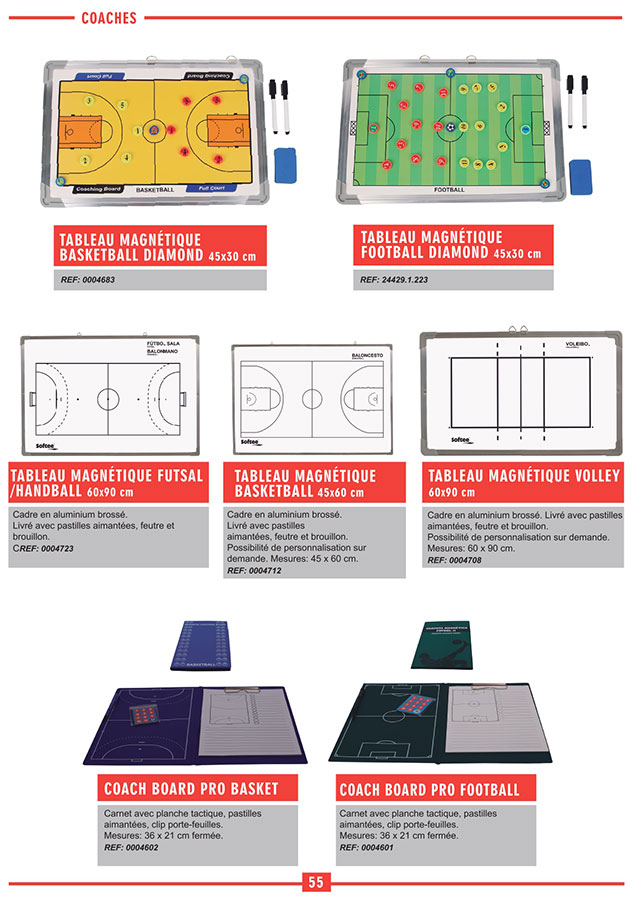 COACHES
Full Court
Coaching Board
Coaching Board
BASKETBALL
Full Court
FOOTBALL
TABLEAU MAGNÉTIQUE
BASKETBALL DIAMOND 45x30 cm
REF: 0004683
TABLEAU MAGNÉTIQUE
FOOTBALL DIAMOND 45x30 cm
REF: 24429.1.223
FÚTBOL SALA
BALONMANO
Softee
BALONCESTO
Softee
VOLEIBOL
Softee
TABLEAU MAGNÉTIQUE FUTSAL
/HANDBALL 60x90 cm
Cadre en aluminium brossé.
Livré avec pastilles aimantées, feutre et
brouillon.
CREF: 0004723
TABLEAU MAGNÉTIQUE
BASKETBALL 45x60 cm
Cadre en aluminium brossé.
Livré avec pastilles
aimantées, feutre et brouillon.
Possibilité de personnalisation sur
demande. Mesures: 45 x 60 cm.
REF: 0004712
TABLEAU MAGNÉTIQUE VOLLEY
60x90 cm
Cadre en aluminium brossé. Livré avec pastilles
aimantées, feutre et brouillon.
Possibilité de personnalisation sur demande.
Mesures: 60 x 90 cm.
REF: 0004708
BASKETBALL
COACH BOARD PRO BASKET
Carnet avec planche tactique, pastilles
aimantées, clip porte-feuilles.
Mesures: 36 x 21 cm fermée.
REF: 0004602
COACH BOARD PRO FOOTBALL
Carnet avec planche tactique, pastilles
aimantées, clip porte-feuilles.
Mesures: 36 x 21 cm fermée.
REF: 0004601
55